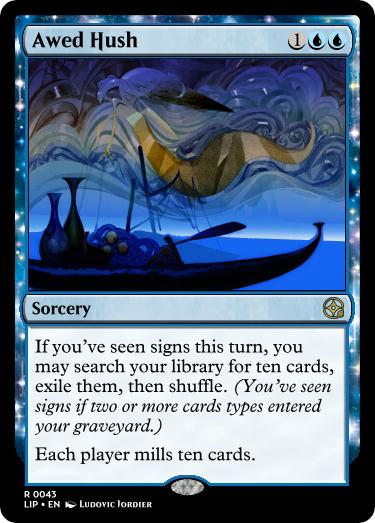 Awed Hush 1
Sorcery
If you've seen signs this turn, you
may search your library for ten cards,
exile them, then shuffle. (You've seen
signs if two or more cards types entered
your graveyard.)
Each player mills ten cards.
R 0043
LIP • EN Ludovic Jordier